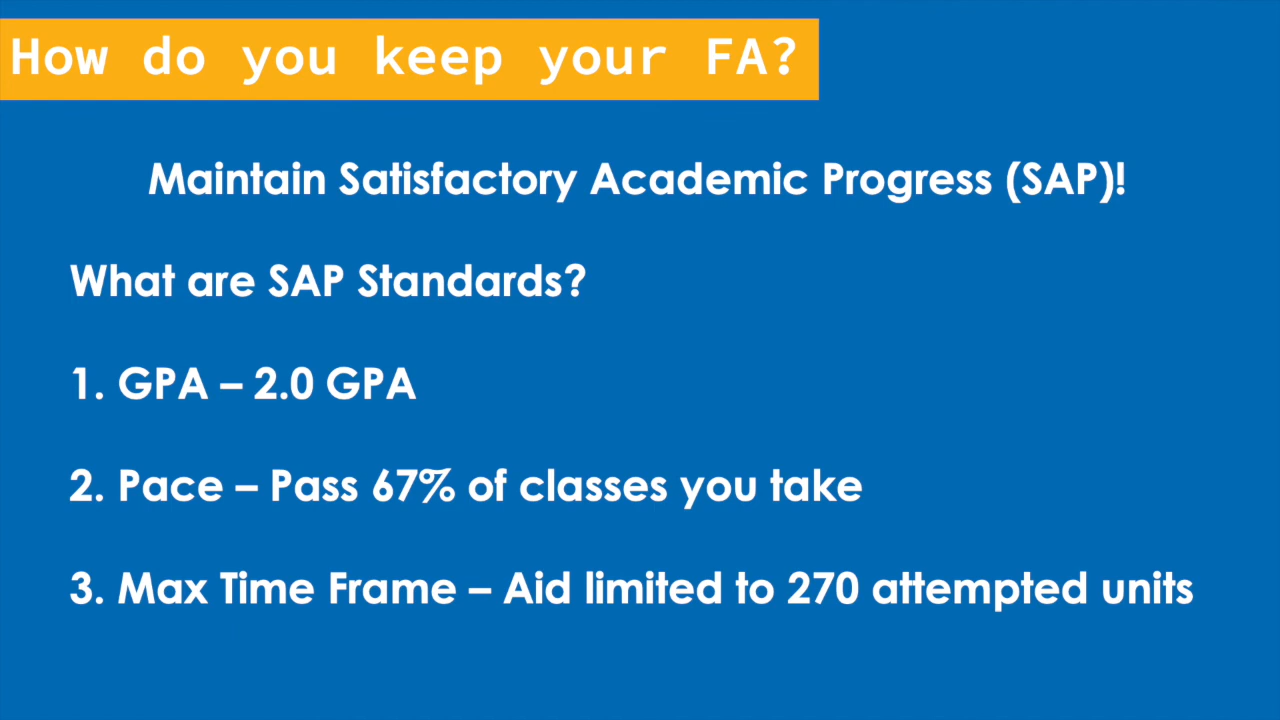 How do you keep your FA?
Maintain Satisfactory Academic Progress (SAP)!
What are SAP Standards?
1. GPA – 2.0 GPA
2. Pace – Pass 67% of classes you take
3. Max Time Frame – Aid limited to 270 attempted units